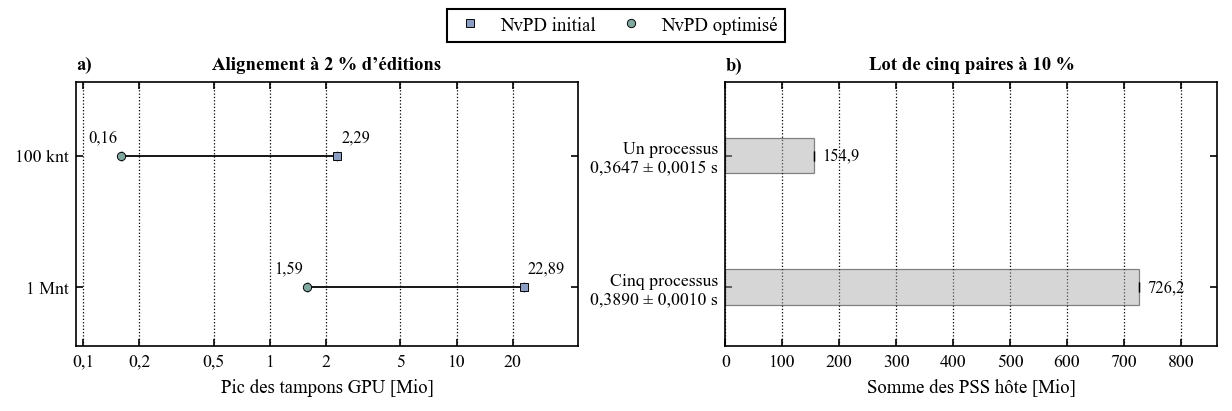 NvPD initial NvPD optimisé
a) Alignement à 2 % d’éditions
0,16
2,29
100 knt
1,59
22,89
1 Mnt
0,1 0,2 0,5 1 2 5 10 20
Pic des tampons GPU [Mio]
b) Lot de cinq paires à 10 %
Un processus
0,3647 ± 0,0015 s
154,9
Cinq processus
0,3890 ± 0,0010 s
726,2
0 100 200 300 400 500 600 700 800
Somme des PSS hôte [Mio]